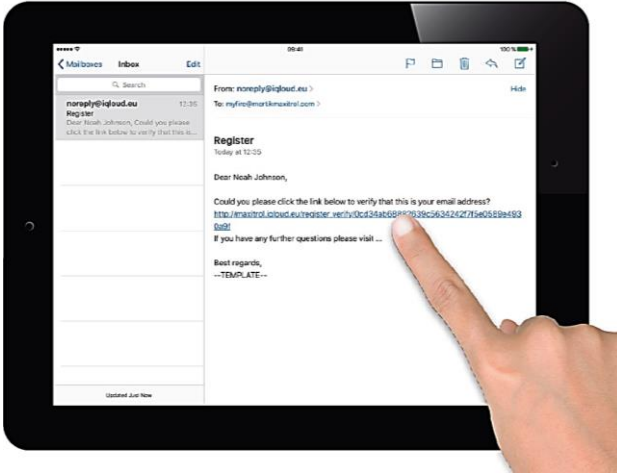 09:41
100 %
Mailboxes Inbox Edit
Search
noreply@iqloud.eu 12:35
Register
Dear Noah Johnson, Could you please
click the link below to verify that this is...
Updated Just Now
From: noreply@iqloud.eu
Hide
To: myfire@mertikmaxitrol.com
Register
Today at 12:35
Dear Noah Johnson,
Could you please click the link below to verify that this is your email address?
If you have any further questions please visit ...
Best regards,
--TEMPLATE--